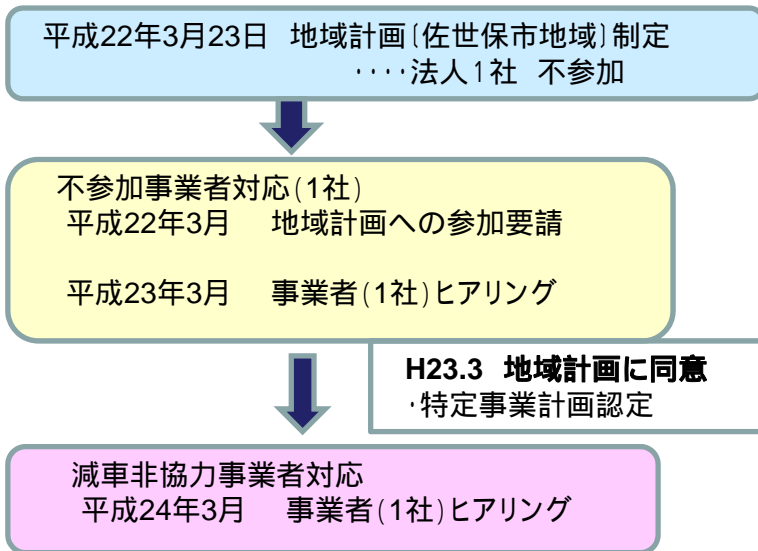 平成22年3月23日 地域計画(佐世保市地域)制定
····法人1社 不参加
不参加事業者対応(1社)
平成22年3月 地域計画への参加要請
平成23年3月 事業者(1社)ヒアリング
H23.3 地域計画に同意
·特定事業計画認定
減車非協力事業者対応
平成24年3月 事業者(1社)ヒアリング